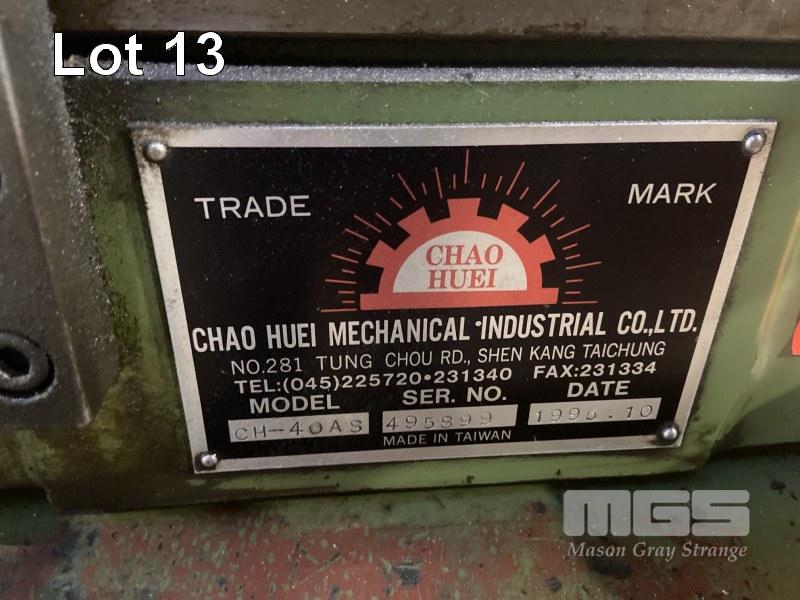 Lot 13
TRADE MARK
CHAO
HUEI
CHAO HUEI MECHANICAL INDUSTRIAL CO.,LTD.
NO.281 TUNG CHOU RD., SHEN KANG TAICHUNG
TEL:(045)225720•231340 FAX:231334
MODEL SER. NO. DATE
CH-40AS 495899 1995.10
MADE IN TAIWAN
MGS
Mason Gray Strange